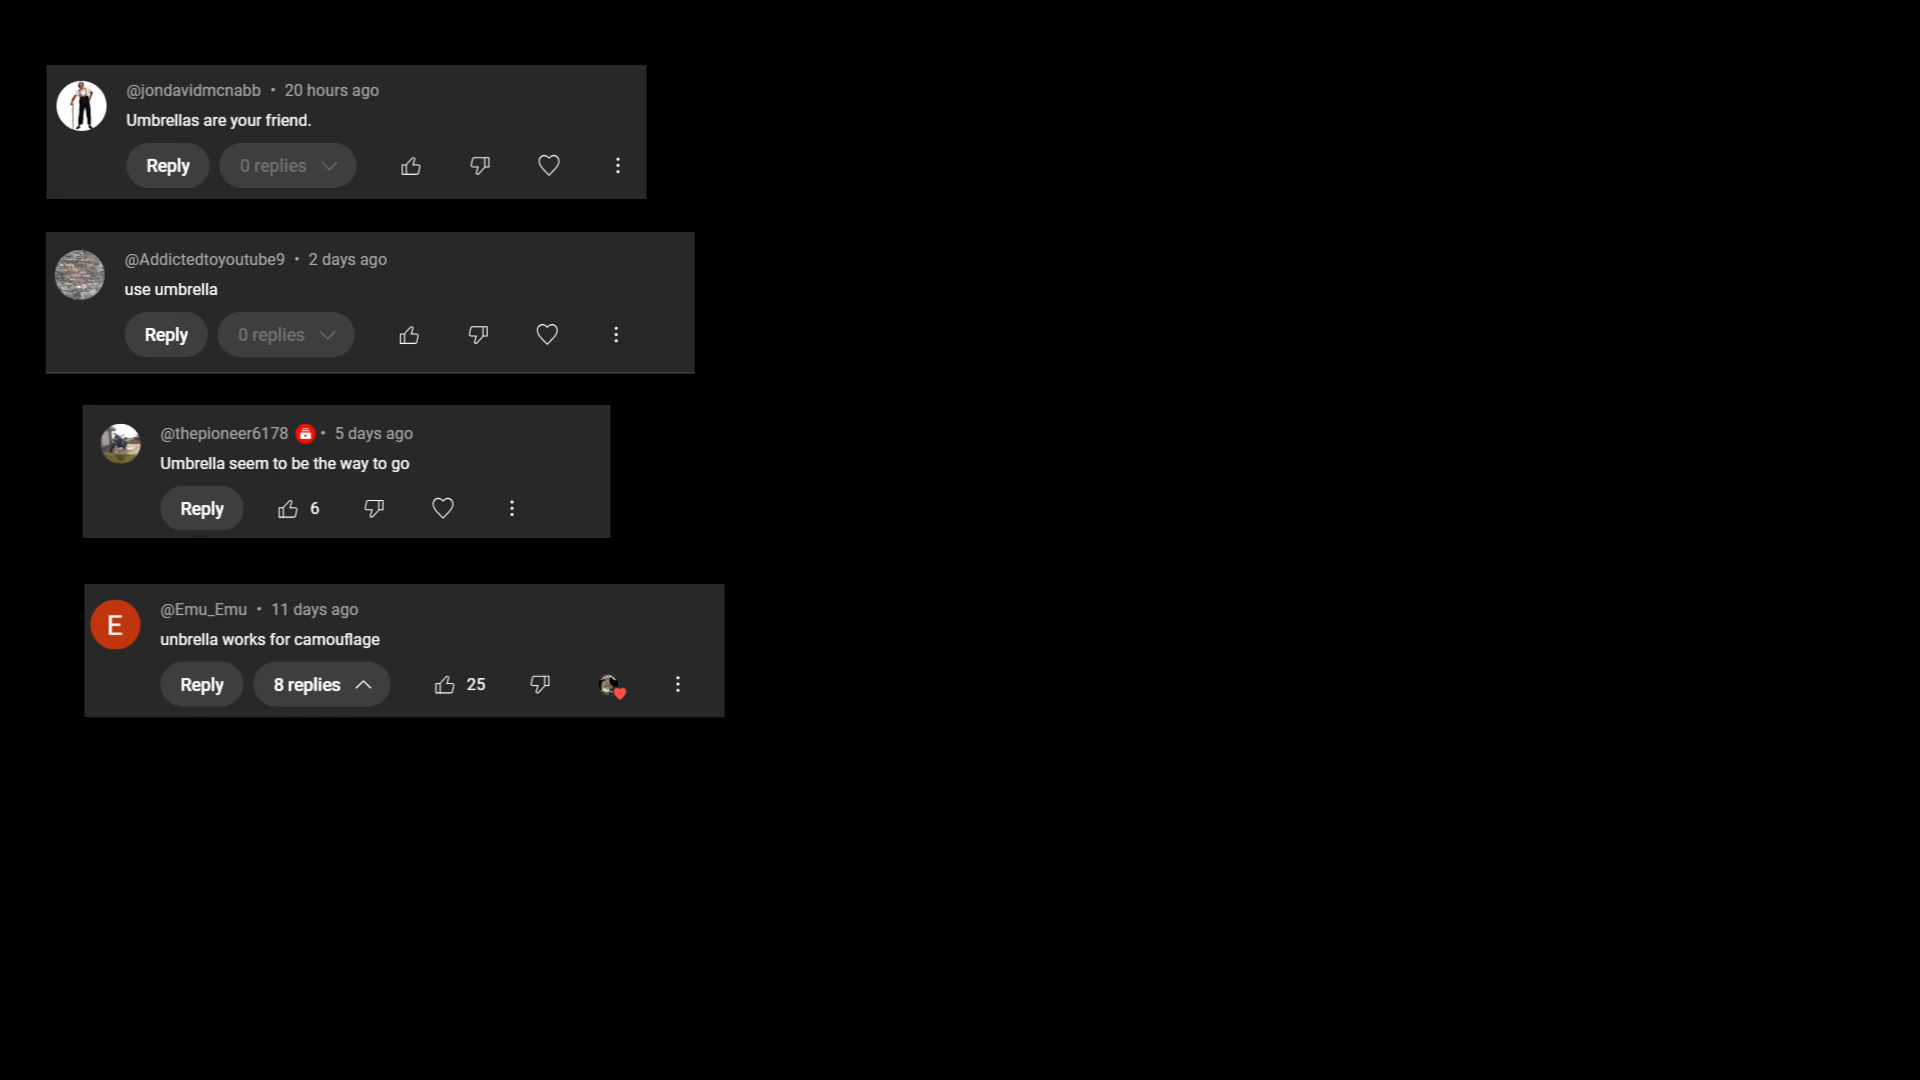 @jondavidmcnabb • 20 hours ago
Umbrellas are your friend.
Reply 0 replies
@Addictedtoyoutube9 • 2 days ago
use umbrella
Reply 0 replies
@thepioneer6178 • 5 days ago
Umbrella seem to be the way to go
Reply 6
E @Emu_Emu • 11 days ago
unbrella works for camouflage
Reply 8 replies 25